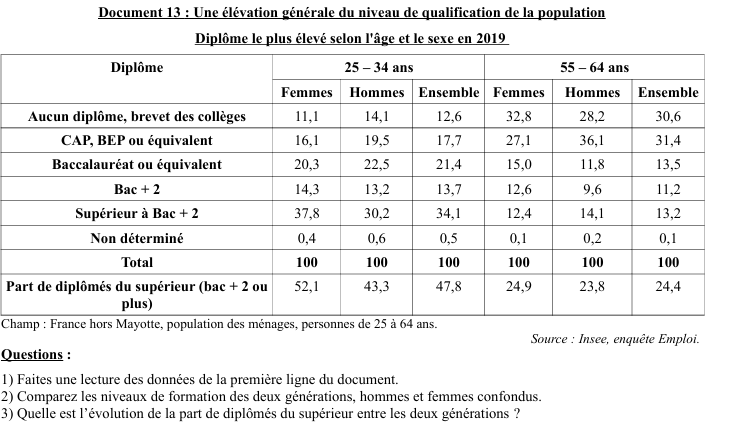 Document 13 : Une élévation générale du niveau de qualification de la population
Diplôme le plus élevé selon l'âge et le sexe en 2019
Diplôme 25 – 34 ans 55 – 64 ans
Femmes Hommes Ensemble Femmes Hommes Ensemble
Aucun diplôme, brevet des collèges 11,1 14,1 12,6 32,8 28,2 30,6
CAP, BEP ou équivalent 16,1 19,5 17,7 27,1 36,1 31,4
Baccalauréat ou équivalent 20,3 22,5 21,4 15,0 11,8 13,5
Bac + 2 14,3 13,2 13,7 12,6 9,6 11,2
Supérieur à Bac + 2 37,8 30,2 34,1 12,4 14,1 13,2
Non déterminé 0,4 0,6 0,5 0,1 0,2 0,1
Total 100 100 100 100 100 100
Part de diplômés du supérieur (bac + 2 ou 52,1 43,3 47,8 24,9 23,8 24,4
plus)
Champ : France hors Mayotte, population des ménages, personnes de 25 à 64 ans.
Source : Insee, enquête Emploi.
Questions :
1) Faites une lecture des données de la première ligne du document.
2) Comparez les niveaux de formation des deux générations, hommes et femmes confondus.
3) Quelle est l'évolution de la part de diplômés du supérieur entre les deux générations ?